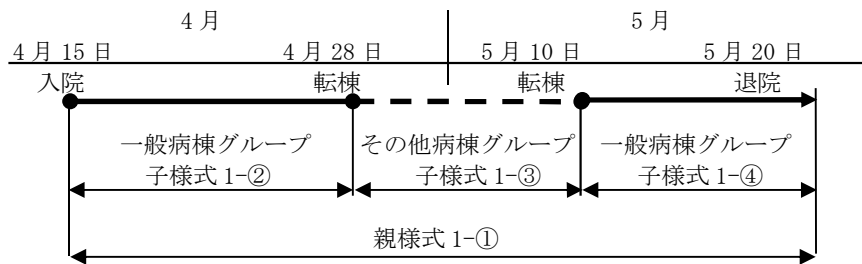 4月 5月
4月15日 4月28日 5月10日 5月20日
入院 転棟 転棟 退院
一般病棟グループ その他病棟グループ 一般病棟グループ
子様式1-② 子様式1-③ 子様式1-④
親様式1-①